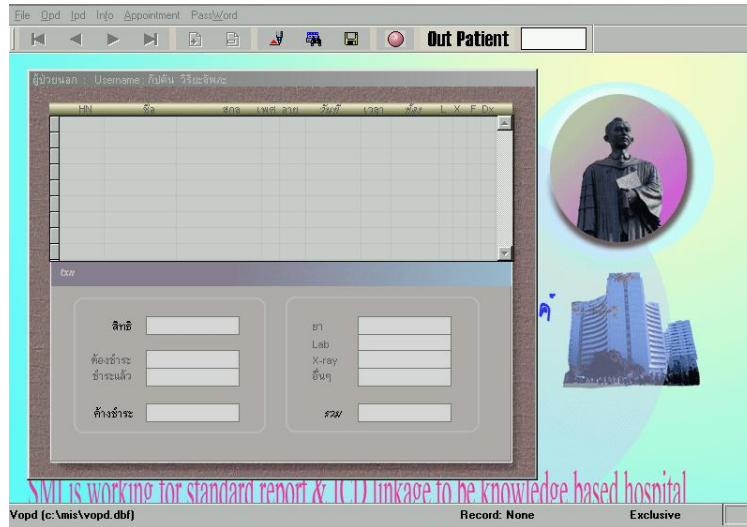 File Opd Ipd Info Appointment PassWord
Out Patient
ผู้ป่วยนอก : Username : กัปตัน วิริยะจิพภะ
HN ชื่อ สกุล เพศ อายุ วันที่ เวลา ห้อง L X F Dx
สิทธิ
ต้องชำระ
ชำระแล้ว
ค้างชำระ
ยา
Lab
X-ray
อื่นๆ
รวม
SMI is working for standard report & ICD linkage to be knowledge based hospital
Vopd (c:\mis\vopd.dbf) Record: None Exclusive